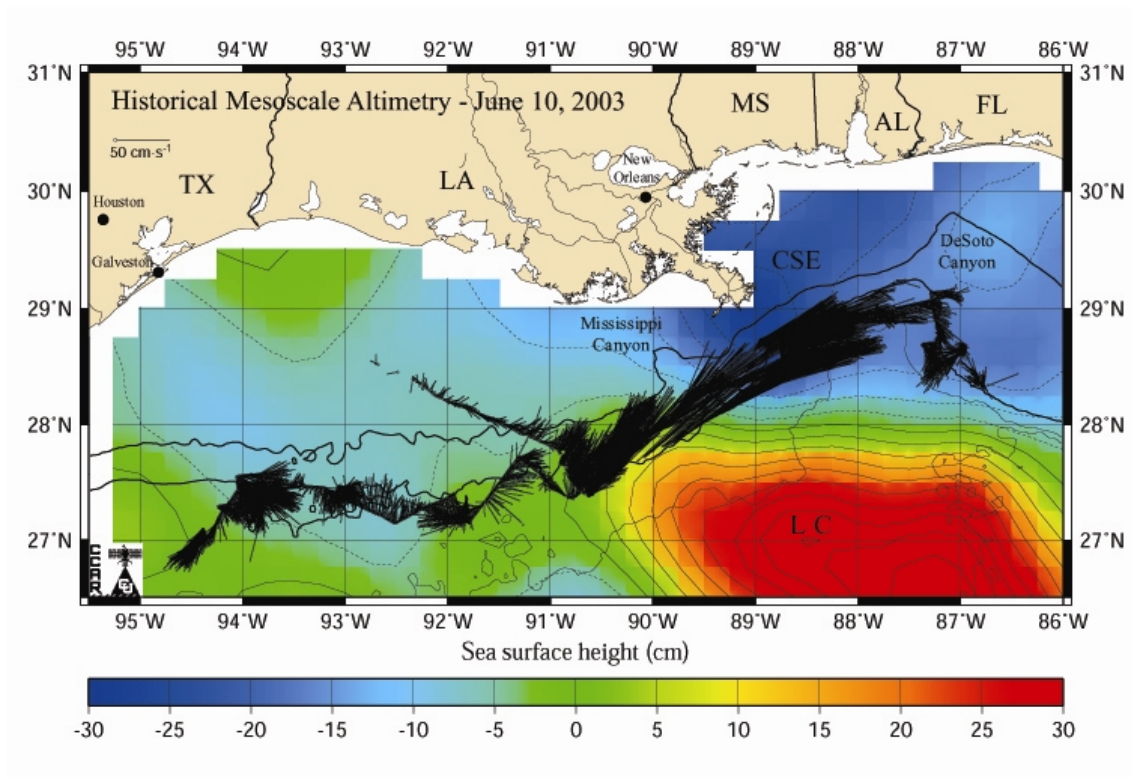 95°W 94°W 93°W 92°W 91°W 90°W 89°W 88°W 87°W 86°W
31°N 31°N
Historical Mesoscale Altimetry - June 10, 2003
MS
FL
AL
50 cm·s-1
New
Orleans
TX
LA
30°N 30°N
Houston
DeSoto
Canyon
CSE
Galveston
29°N 29°N
Mississippi
Canyon
28°N 28°N
L C
27°N 27°N
CCAR
CU
95°W 94°W 93°W 92°W 91°W 90°W 89°W 88°W 87°W 86°W
Sea surface height (cm)
-30 -25 -20 -15 -10 -5 0 5 10 15 20 25 30